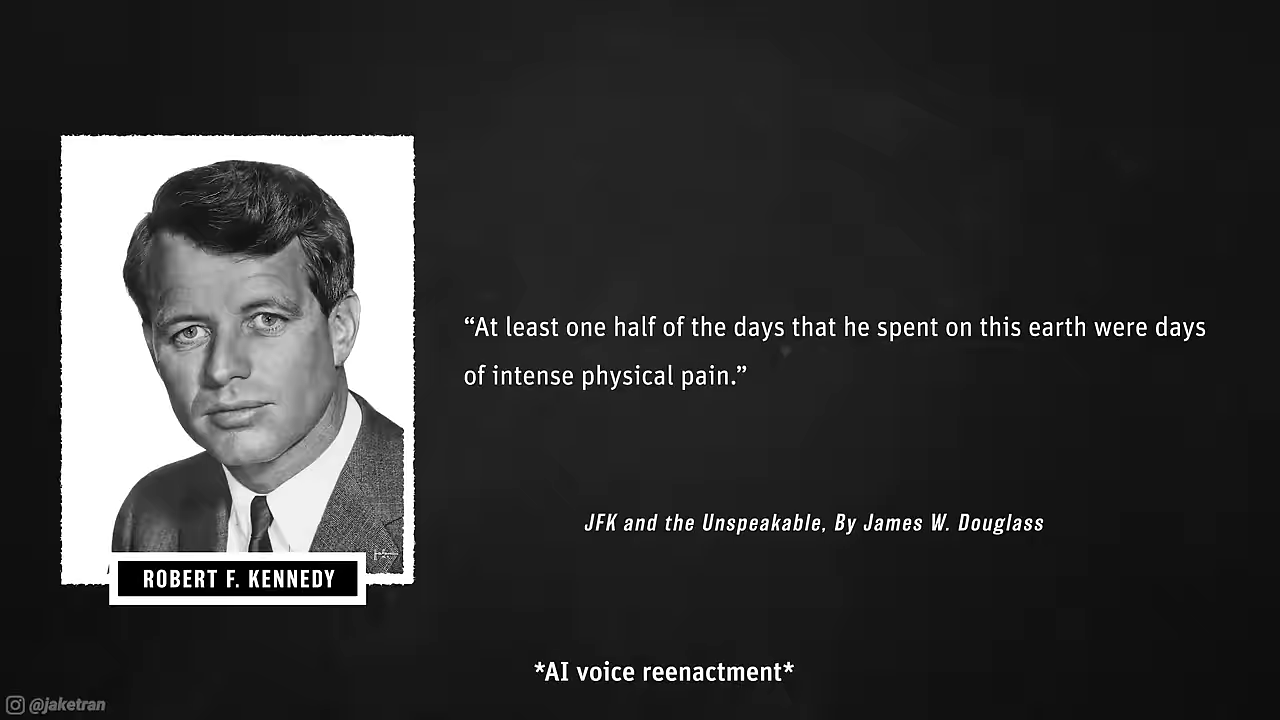 “At least one half of the days that he spent on this earth were days
of intense physical pain.”
JFK and the Unspeakable, By James W. Douglass
ROBERT F. KENNEDY
*AI voice reenactment*
@jaketran